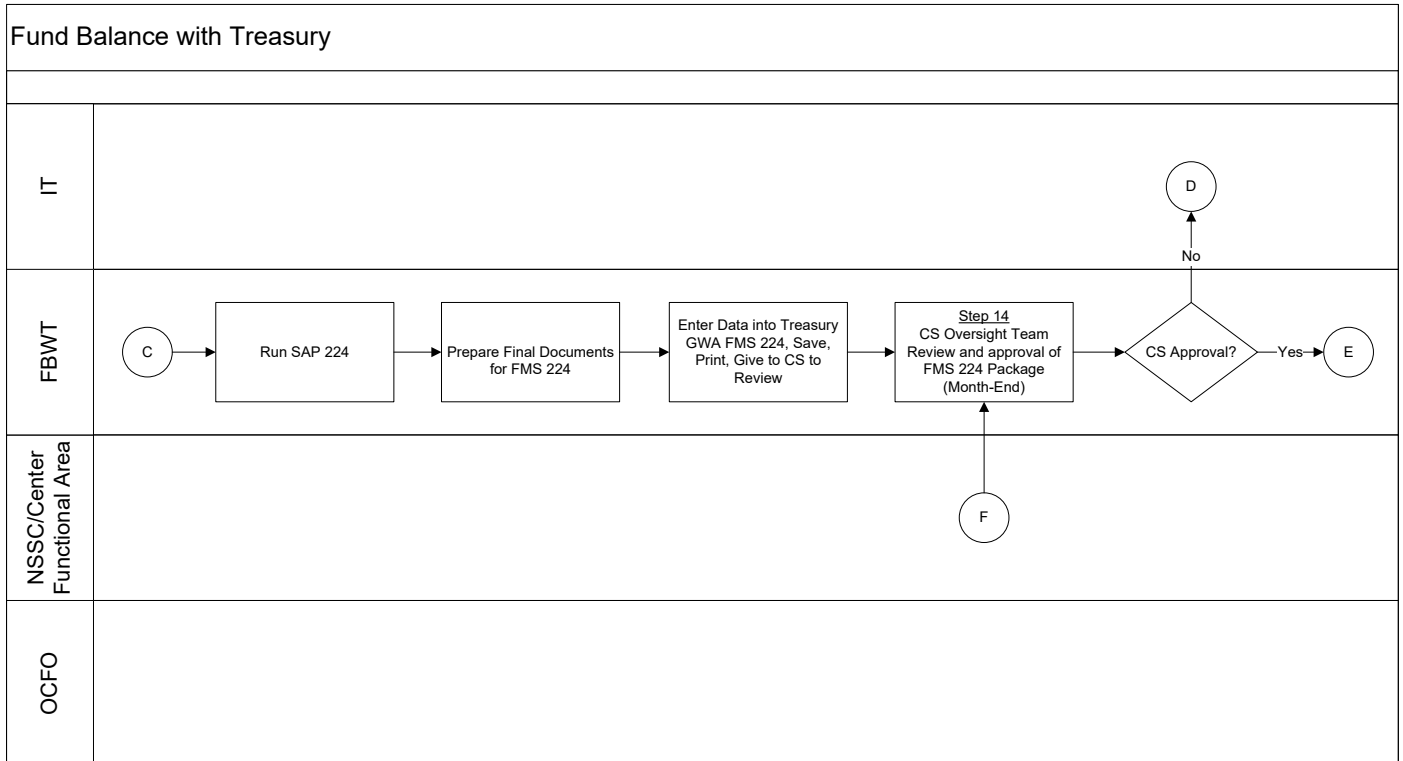 Fund Balance with Treasury
IT
D
No
FBWT
C
Run SAP 224
Prepare Final Documents
for FMS 224
Enter Data into Treasury
GWA FMS 224, Save,
Print, Give to CS to
Review
Step 14
CS Oversight Team
Review and approval of
FMS 224 Package
(Month-End)
CS Approval?
Yes
E
NSSC/Center
Functional Area
F
OCFO